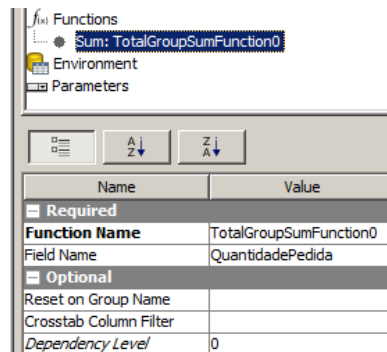 f(x) Functions
Sum: TotalGroupSumFunction0
Environment
Parameters
A Z
Z A
Name Value
Required
Function Name TotalGroupSumFunction0
Field Name QuantidadePedida
Optional
Reset on Group Name
Crosstab Column Filter
Dependency Level 0